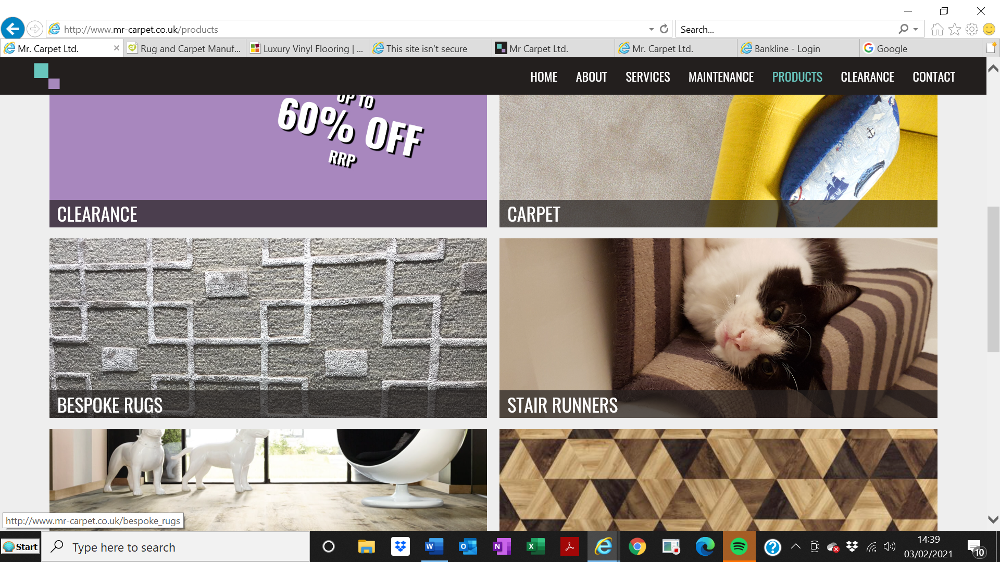 http://www.mr-carpet.co.uk/products
Search...
Mr. Carpet Ltd.
Rug and Carpet Manuf...
Luxury Vinyl Flooring | ...
This site isn't secure
Mr Carpet Ltd.
Mr. Carpet Ltd.
Bankline - Login
Google
HOME ABOUT SERVICES MAINTENANCE PRODUCTS CLEARANCE CONTACT
UP TO
60% OFF
RRP
CLEARANCE
CARPET
BESPOKE RUGS
STAIR RUNNERS
http://www.mr-carpet.co.uk/bespoke_rugs
Start
Type here to search
14:39
03/02/2021
10